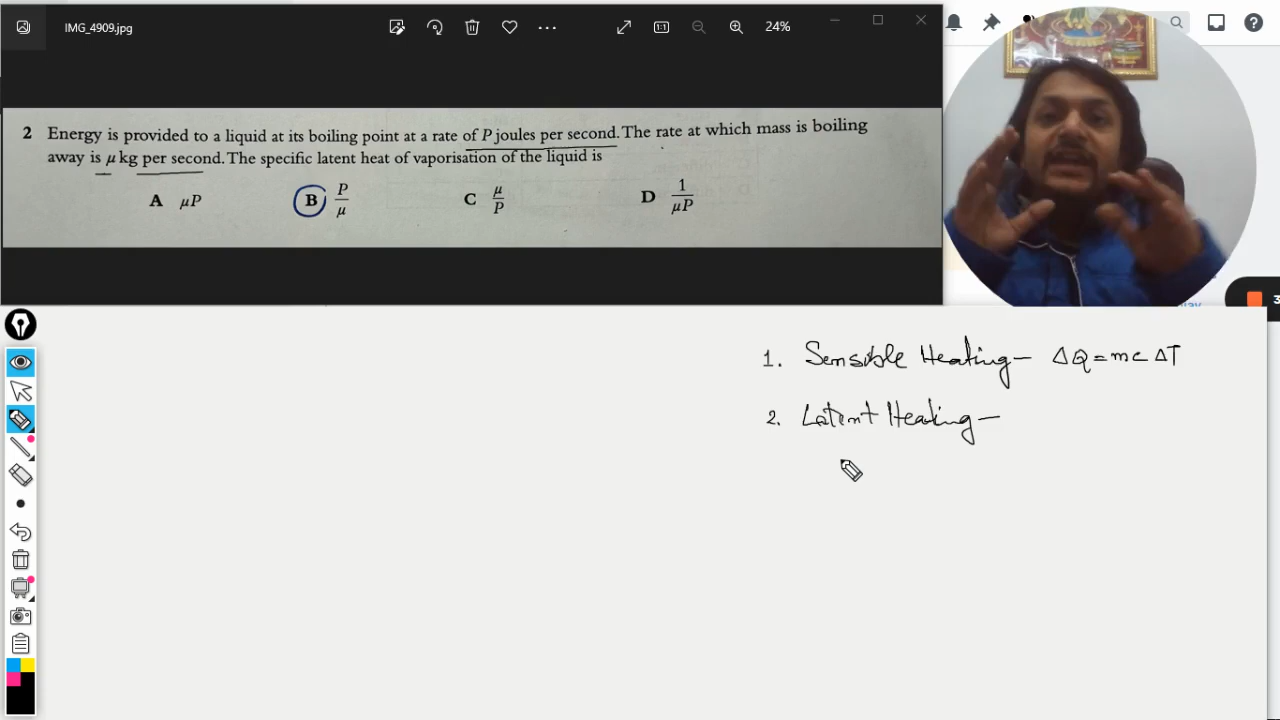 IMG_4909.jpg
24%
2 Energy is provided to a liquid at its boiling point at a rate of P joules per second. The rate at which mass is boiling
away is μ kg per second. The specific latent heat of vaporisation of the liquid is
A μP B P/μ C μ/P D 1/μP
1. Sensible Heating – ΔQ = mc ΔT
2. Latent Heating –